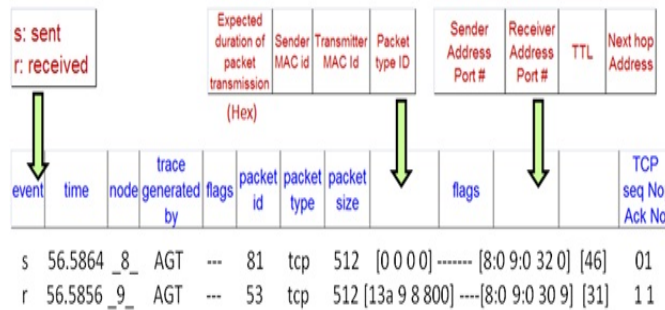 s: sent
r: received
Expected duration of packet transmission
Sender MAC id
Transmitter MAC Id
Packet type ID
(Hex)
Sender Address Port #
Receiver Address Port #
TTL
Next hop Address
event
time
node
trace generated by
flags
packet id
packet type
packet size
flags
TCP seq No Ack No
s 56.5864 _8_ AGT --- 81 tcp 512 [0 0 0 0] ------- [8:0 9:0 32 0] [46] 01
r 56.5856 _9_ AGT --- 53 tcp 512 [13a 9 8 800] ----[8:0 9:0 30 9] [31] 1 1